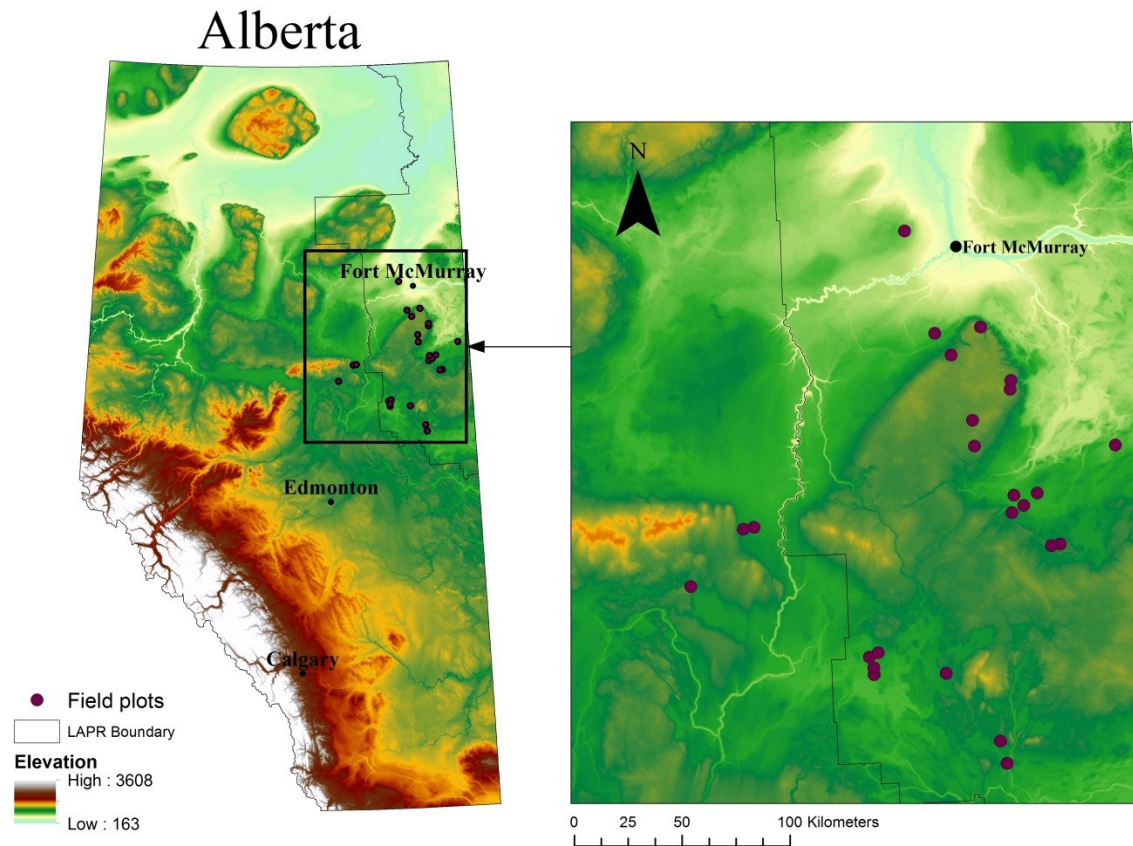 Alberta
Fort McMurray
Edmonton
Calgary
Field plots
LAPR Boundary
Elevation
High : 3608
Low : 163
N
Fort McMurray
0 25 50 100 Kilometers